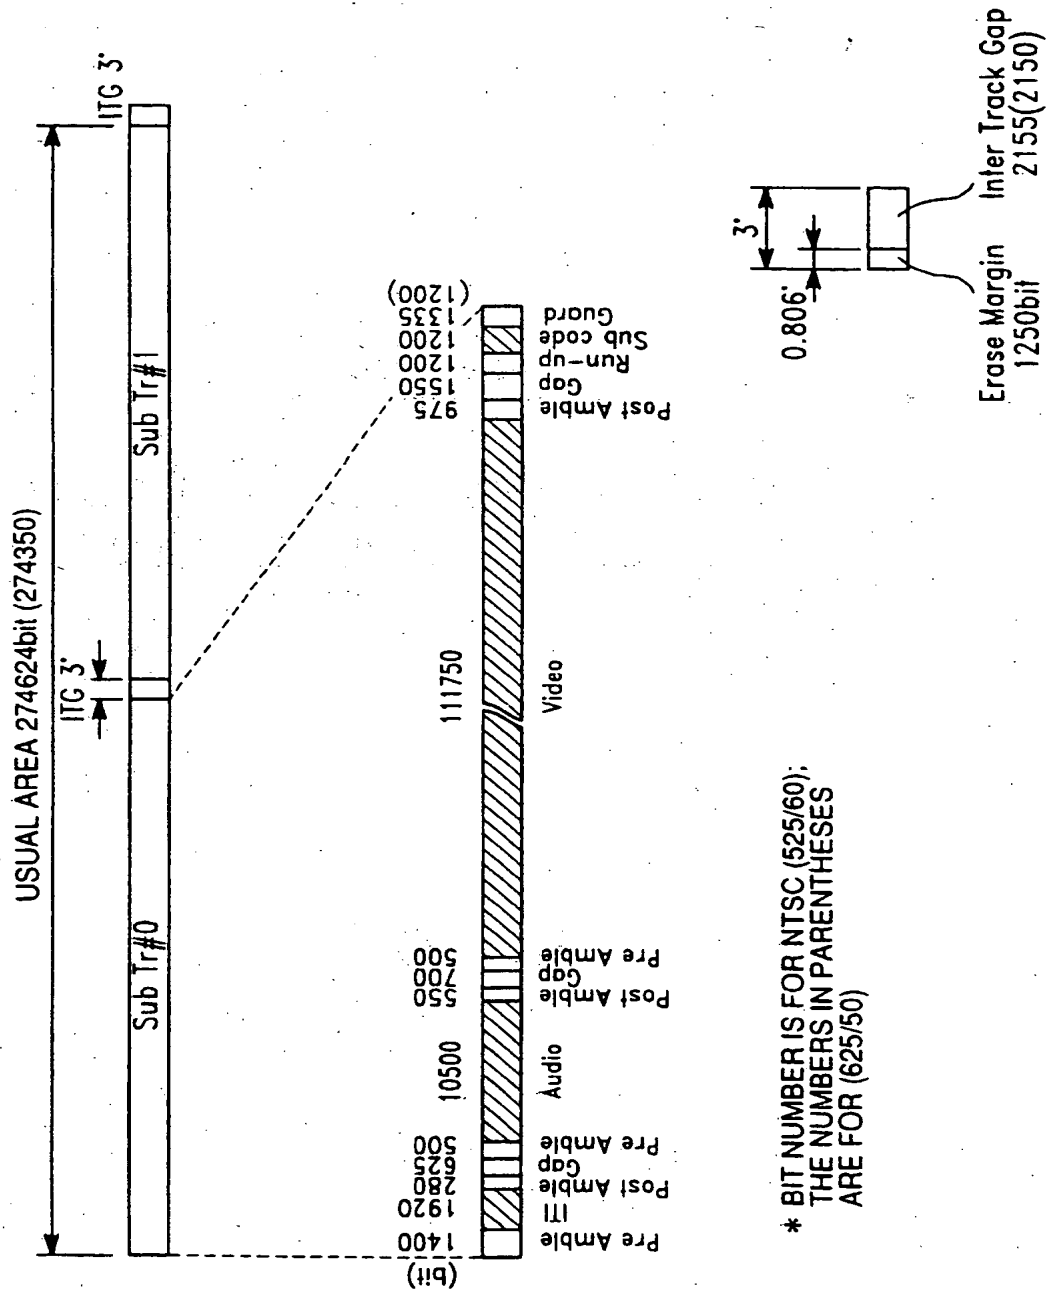 USUAL AREA 274624bit (274350)
ITG 3°
ITG 3°
Sub Tr#0
Sub Tr#1
(bit)
1400
1920
280
625
500
10500
550
700
500
111750
975
1550
1200
1200
1335
(1200)
Pre Amble
ITI
Post Amble
Gap
Pre Amble
Audio
Post Amble
Gap
Pre Amble
Video
Post Amble
Gap
Run-up
Sub code
Guard
3°
0.806°
Erase Margin
1250bit
Inter Track Gap
2155(2150)
* BIT NUMBER IS FOR NTSC (525/60);
THE NUMBERS IN PARENTHESES
ARE FOR (625/50)